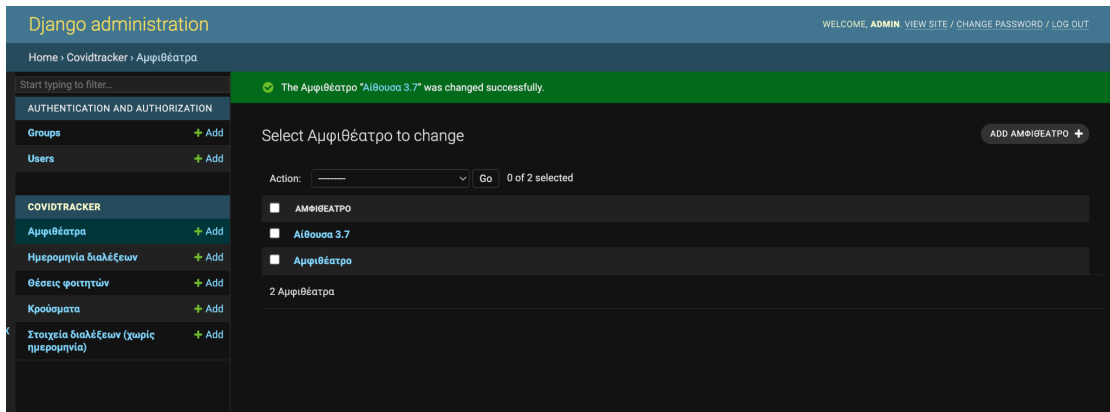 Django administration
WELCOME, ADMIN. VIEW SITE / CHANGE PASSWORD / LOG OUT
Home › Covidtracker › Αμφιθέατρα
Start typing to filter...
AUTHENTICATION AND AUTHORIZATION
Groups + Add
Users + Add
COVIDTRACKER
Αμφιθέατρα + Add
Ημερομηνία διαλέξεων + Add
Θέσεις φοιτητών + Add
Κρούσματα + Add
Στοιχεία διαλέξεων (χωρίς + Add
ημερομηνία)
The Αμφιθέατρο “Αίθουσα 3.7” was changed successfully.
Select Αμφιθέατρο to change
ADD ΑΜΦΙΘΈΑΤΡΟ +
Action: --------- Go 0 of 2 selected
ΑΜΦΙΘΕΑΤΡΟ
Αίθουσα 3.7
Αμφιθέατρο
2 Αμφιθέατρα